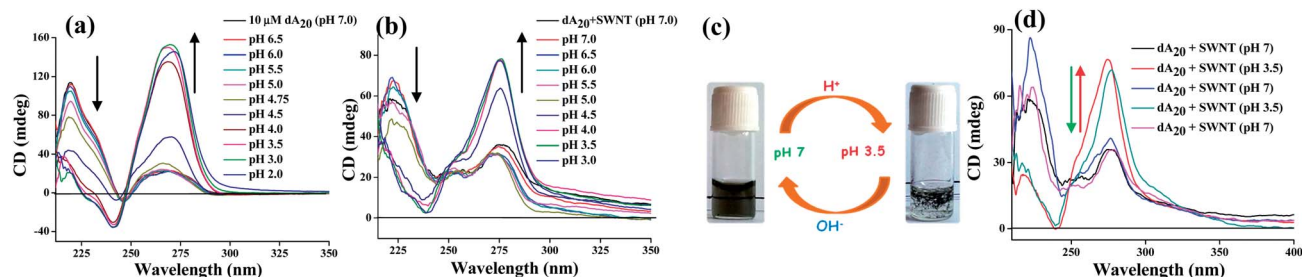 (a)
CD (mdeg)
160
120
80
40
0
-40
225 250 275 300 325 350
Wavelength (nm)
10 μM dA20 (pH 7.0)
pH 6.5
pH 6.0
pH 5.5
pH 5.0
pH 4.75
pH 4.5
pH 4.0
pH 3.5
pH 3.0
pH 2.0
(b)
CD (mdeg)
80
60
40
20
0
225 250 275 300 325 350
Wavelength (nm)
dA20+SWNT (pH 7.0)
pH 7.0
pH 6.5
pH 6.0
pH 5.5
pH 5.0
pH 4.5
pH 4.0
pH 3.5
pH 3.0
(c)
H+
pH 7 pH 3.5
OH-
(d)
CD (mdeg)
90
60
30
0
250 300 350 400
Wavelength (nm)
dA20 + SWNT (pH 7)
dA20 + SWNT (pH 3.5)
dA20 + SWNT (pH 7)
dA20 + SWNT (pH 3.5)
dA20 + SWNT (pH 7)